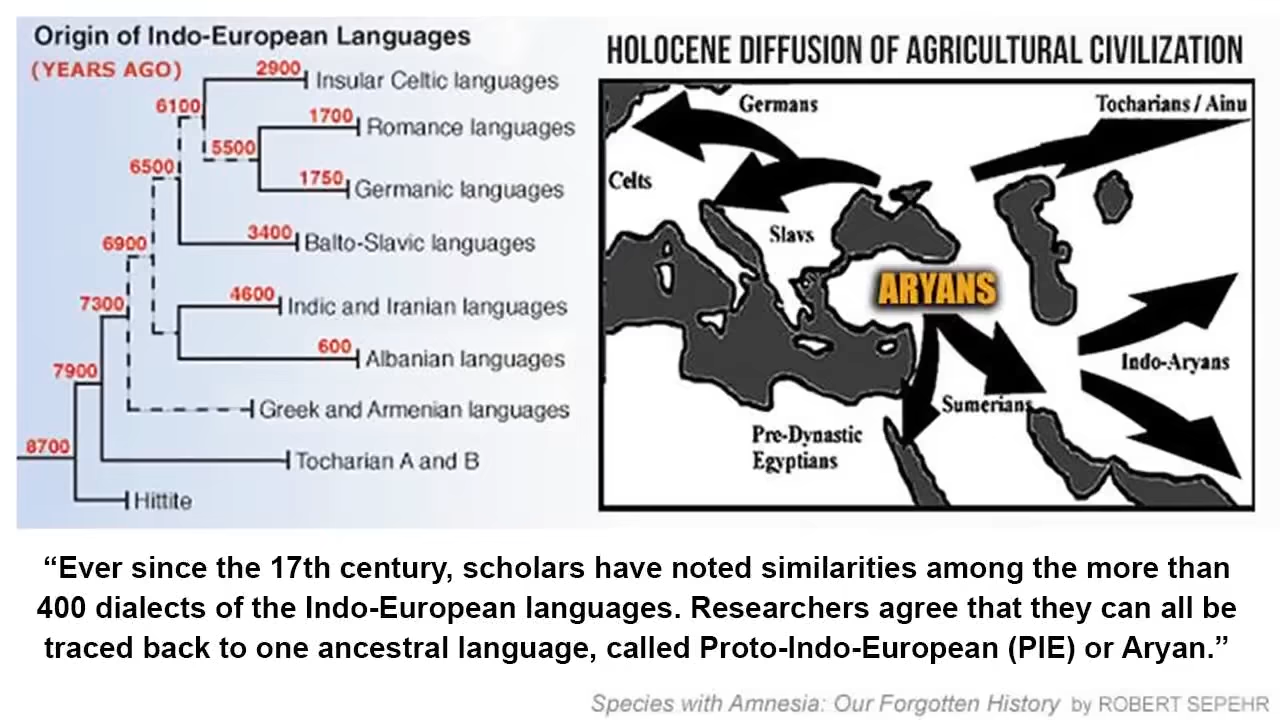 Origin of Indo-European Languages
(YEARS AGO)
2900
Insular Celtic languages
6100
1700
Romance languages
5500
6500
1750
Germanic languages
6900
3400
Balto-Slavic languages
7300
4600
Indic and Iranian languages
600
Albanian languages
7900
Greek and Armenian languages
8700
Tocharian A and B
Hittite
HOLOCENE DIFFUSION OF AGRICULTURAL CIVILIZATION
Germans
Tocharians / Ainu
Celts
Slavs
ARYANS
Indo-Aryans
Sumerians
Pre-Dynastic
Egyptians
“Ever since the 17th century, scholars have noted similarities among the more than
400 dialects of the Indo-European languages. Researchers agree that they can all be
traced back to one ancestral language, called Proto-Indo-European (PIE) or Aryan.”
Species with Amnesia: Our Forgotten History by ROBERT SEPEHR